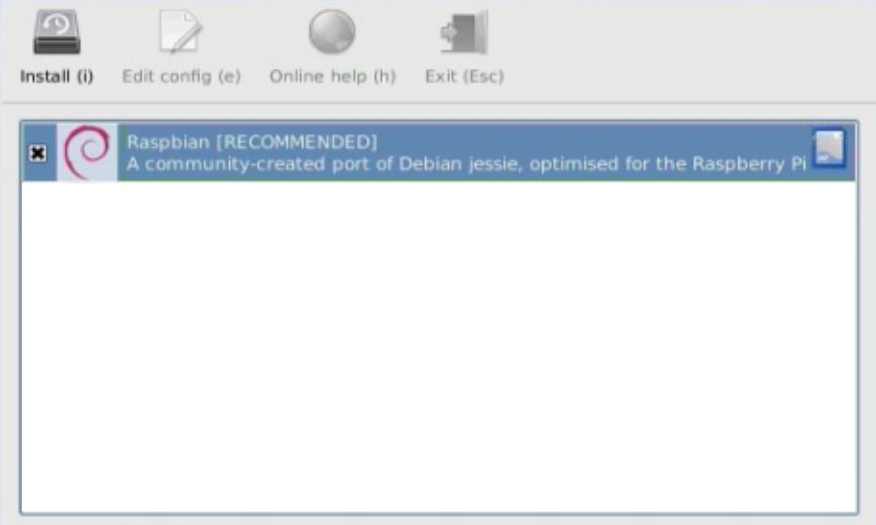 Install (i)
Edit config (e)
Online help (h)
Exit (Esc)
Raspbian [RECOMMENDED]
A community-created port of Debian jessie, optimised for the Raspberry Pi